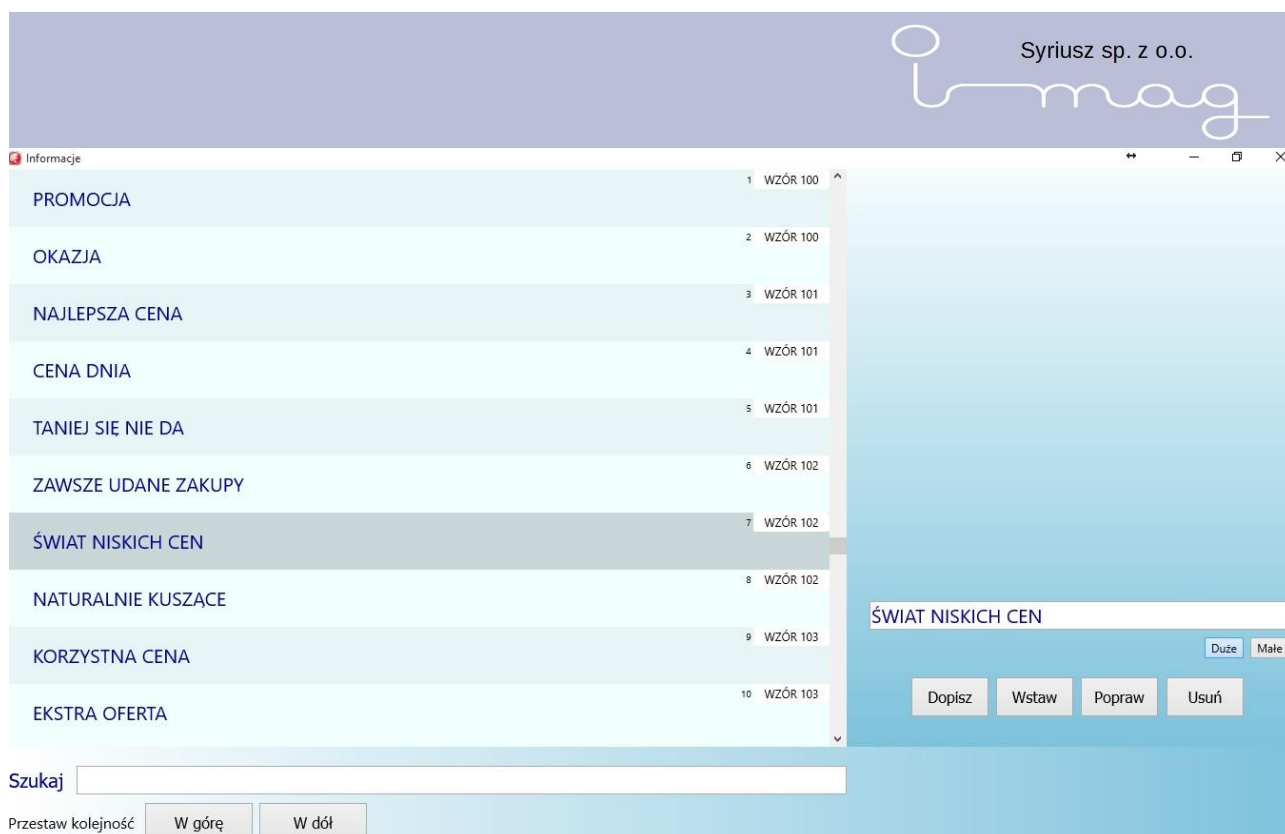 Syriusz sp. z o.o.
i-mag
Informacje
1 WZÓR 100
PROMOCJA
2 WZÓR 100
OKAZJA
3 WZÓR 101
NAJLEPSZA CENA
4 WZÓR 101
CENA DNIA
5 WZÓR 101
TANIEJ SIĘ NIE DA
6 WZÓR 102
ZAWSZE UDANE ZAKUPY
7 WZÓR 102
ŚWIAT NISKICH CEN
8 WZÓR 102
NATURALNIE KUSZĄCE
9 WZÓR 103
KORZYSTNA CENA
10 WZÓR 103
EKSTRA OFERTA
ŚWIAT NISKICH CEN
Duże Małe
Dopisz Wstaw Popraw Usuń
Szukaj
Przestaw kolejność W górę W dół